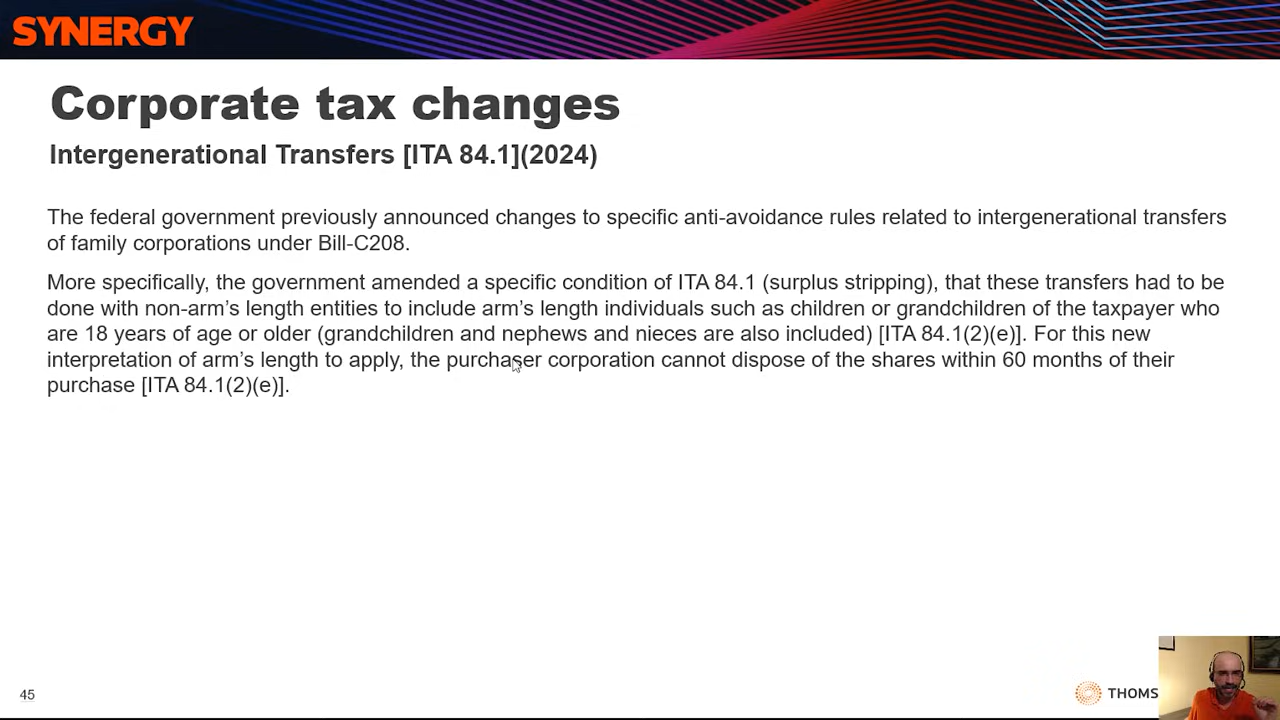 SYNERGY
Corporate tax changes
Intergenerational Transfers [ITA 84.1](2024)
The federal government previously announced changes to specific anti-avoidance rules related to intergenerational transfers
of family corporations under Bill-C208.
More specifically, the government amended a specific condition of ITA 84.1 (surplus stripping), that these transfers had to be
done with non-arm’s length entities to include arm’s length individuals such as children or grandchildren of the taxpayer who
are 18 years of age or older (grandchildren and nephews and nieces are also included) [ITA 84.1(2)(e)]. For this new
interpretation of arm’s length to apply, the purchaser corporation cannot dispose of the shares within 60 months of their
purchase [ITA 84.1(2)(e)].
45
THOMS